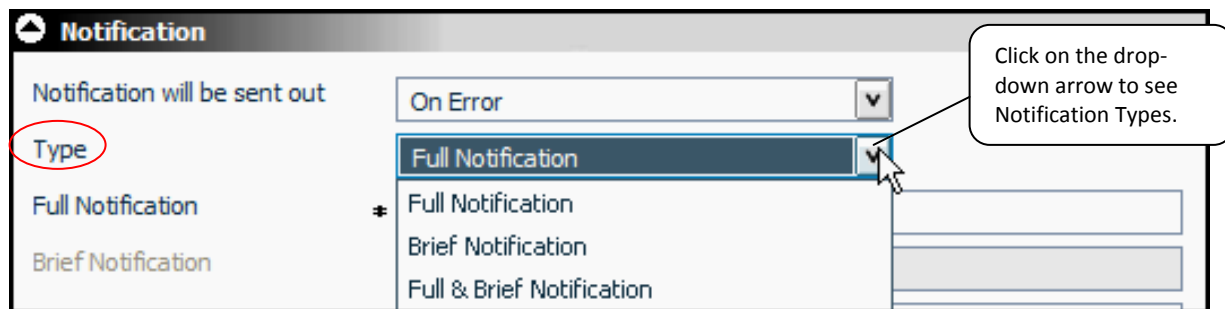 Notification
Notification will be sent out
On Error
Click on the drop-
down arrow to see
Notification Types.
Type
Full Notification
Full Notification
Full Notification
Brief Notification
Brief Notification
Full & Brief Notification